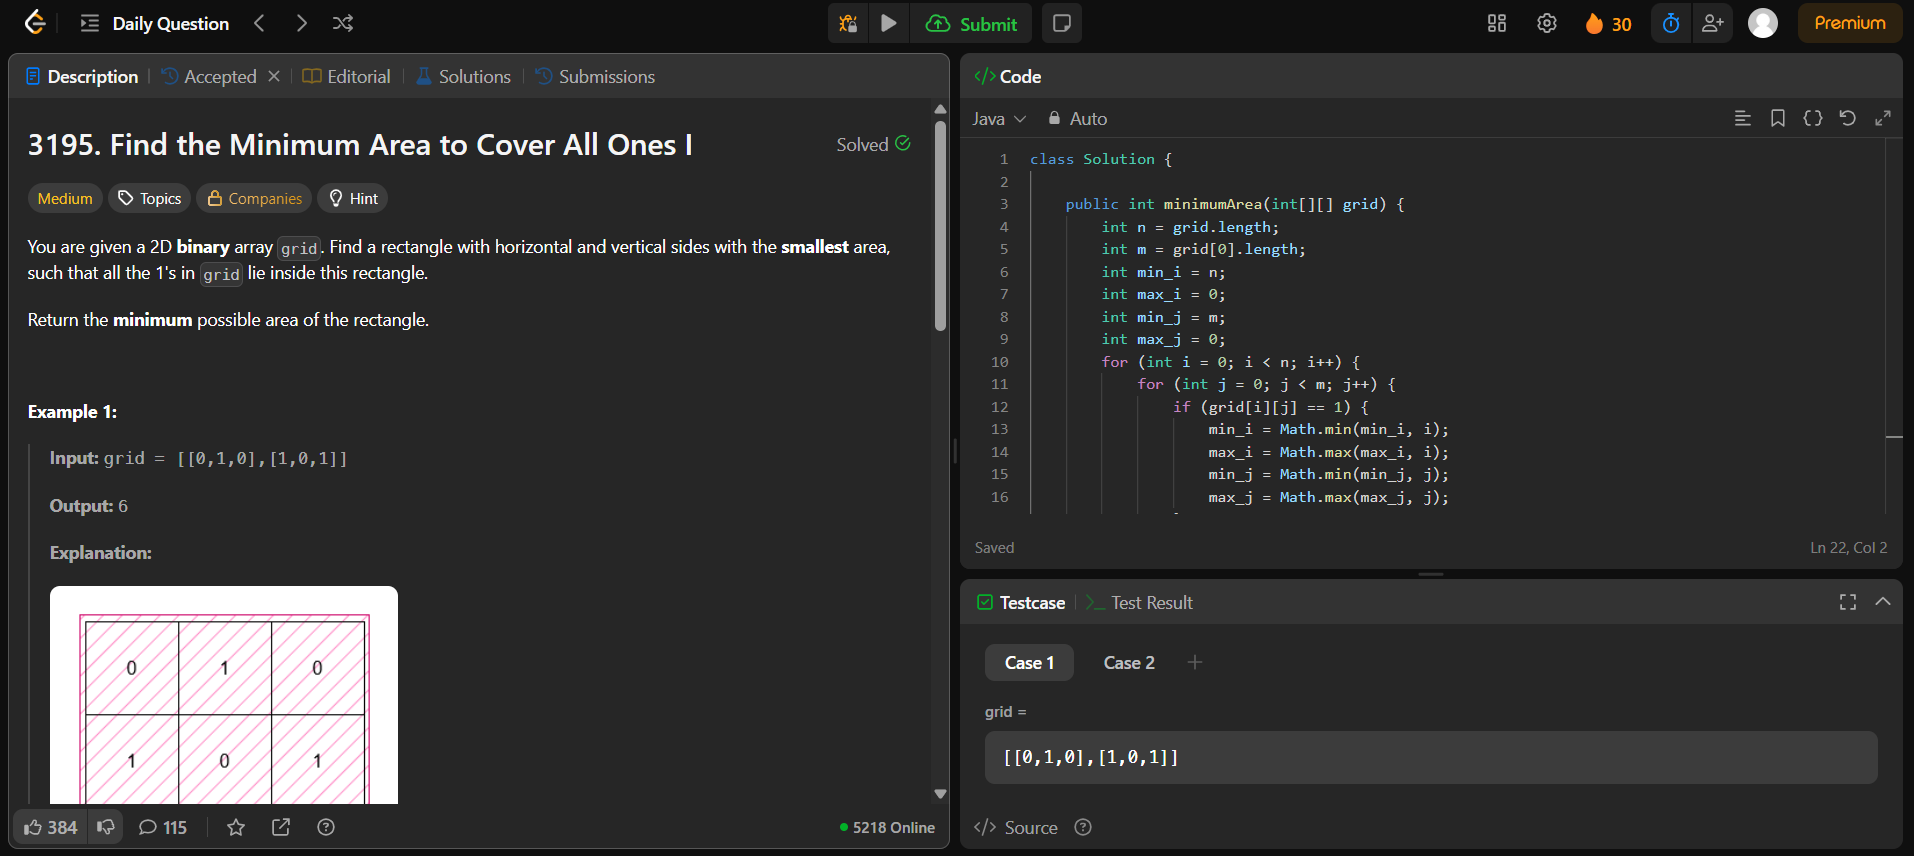 Daily Question
Submit
30
Premium
Description
Accepted
Editorial
Solutions
Submissions
3195. Find the Minimum Area to Cover All Ones I
Solved
Medium
Topics
Companies
Hint
You are given a 2D binary array grid. Find a rectangle with horizontal and vertical sides with the smallest area,
such that all the 1's in grid lie inside this rectangle.
Return the minimum possible area of the rectangle.
Example 1:
Input: grid = [[0,1,0],[1,0,1]]
Output: 6
Explanation:
0 1 0
1 0 1
384
115
5218 Online
</> Code
Java
Auto
1 class Solution {
2
3 public int minimumArea(int[][] grid) {
4 int n = grid.length;
5 int m = grid[0].length;
6 int min_i = n;
7 int max_i = 0;
8 int min_j = m;
9 int max_j = 0;
10 for (int i = 0; i < n; i++) {
11 for (int j = 0; j < m; j++) {
12 if (grid[i][j] == 1) {
13 min_i = Math.min(min_i, i);
14 max_i = Math.max(max_i, i);
15 min_j = Math.min(min_j, j);
16 max_j = Math.max(max_j, j);
Saved
Ln 22, Col 2
Testcase
>_ Test Result
Case 1
Case 2
+
grid =
[[0,1,0],[1,0,1]]
</> Source